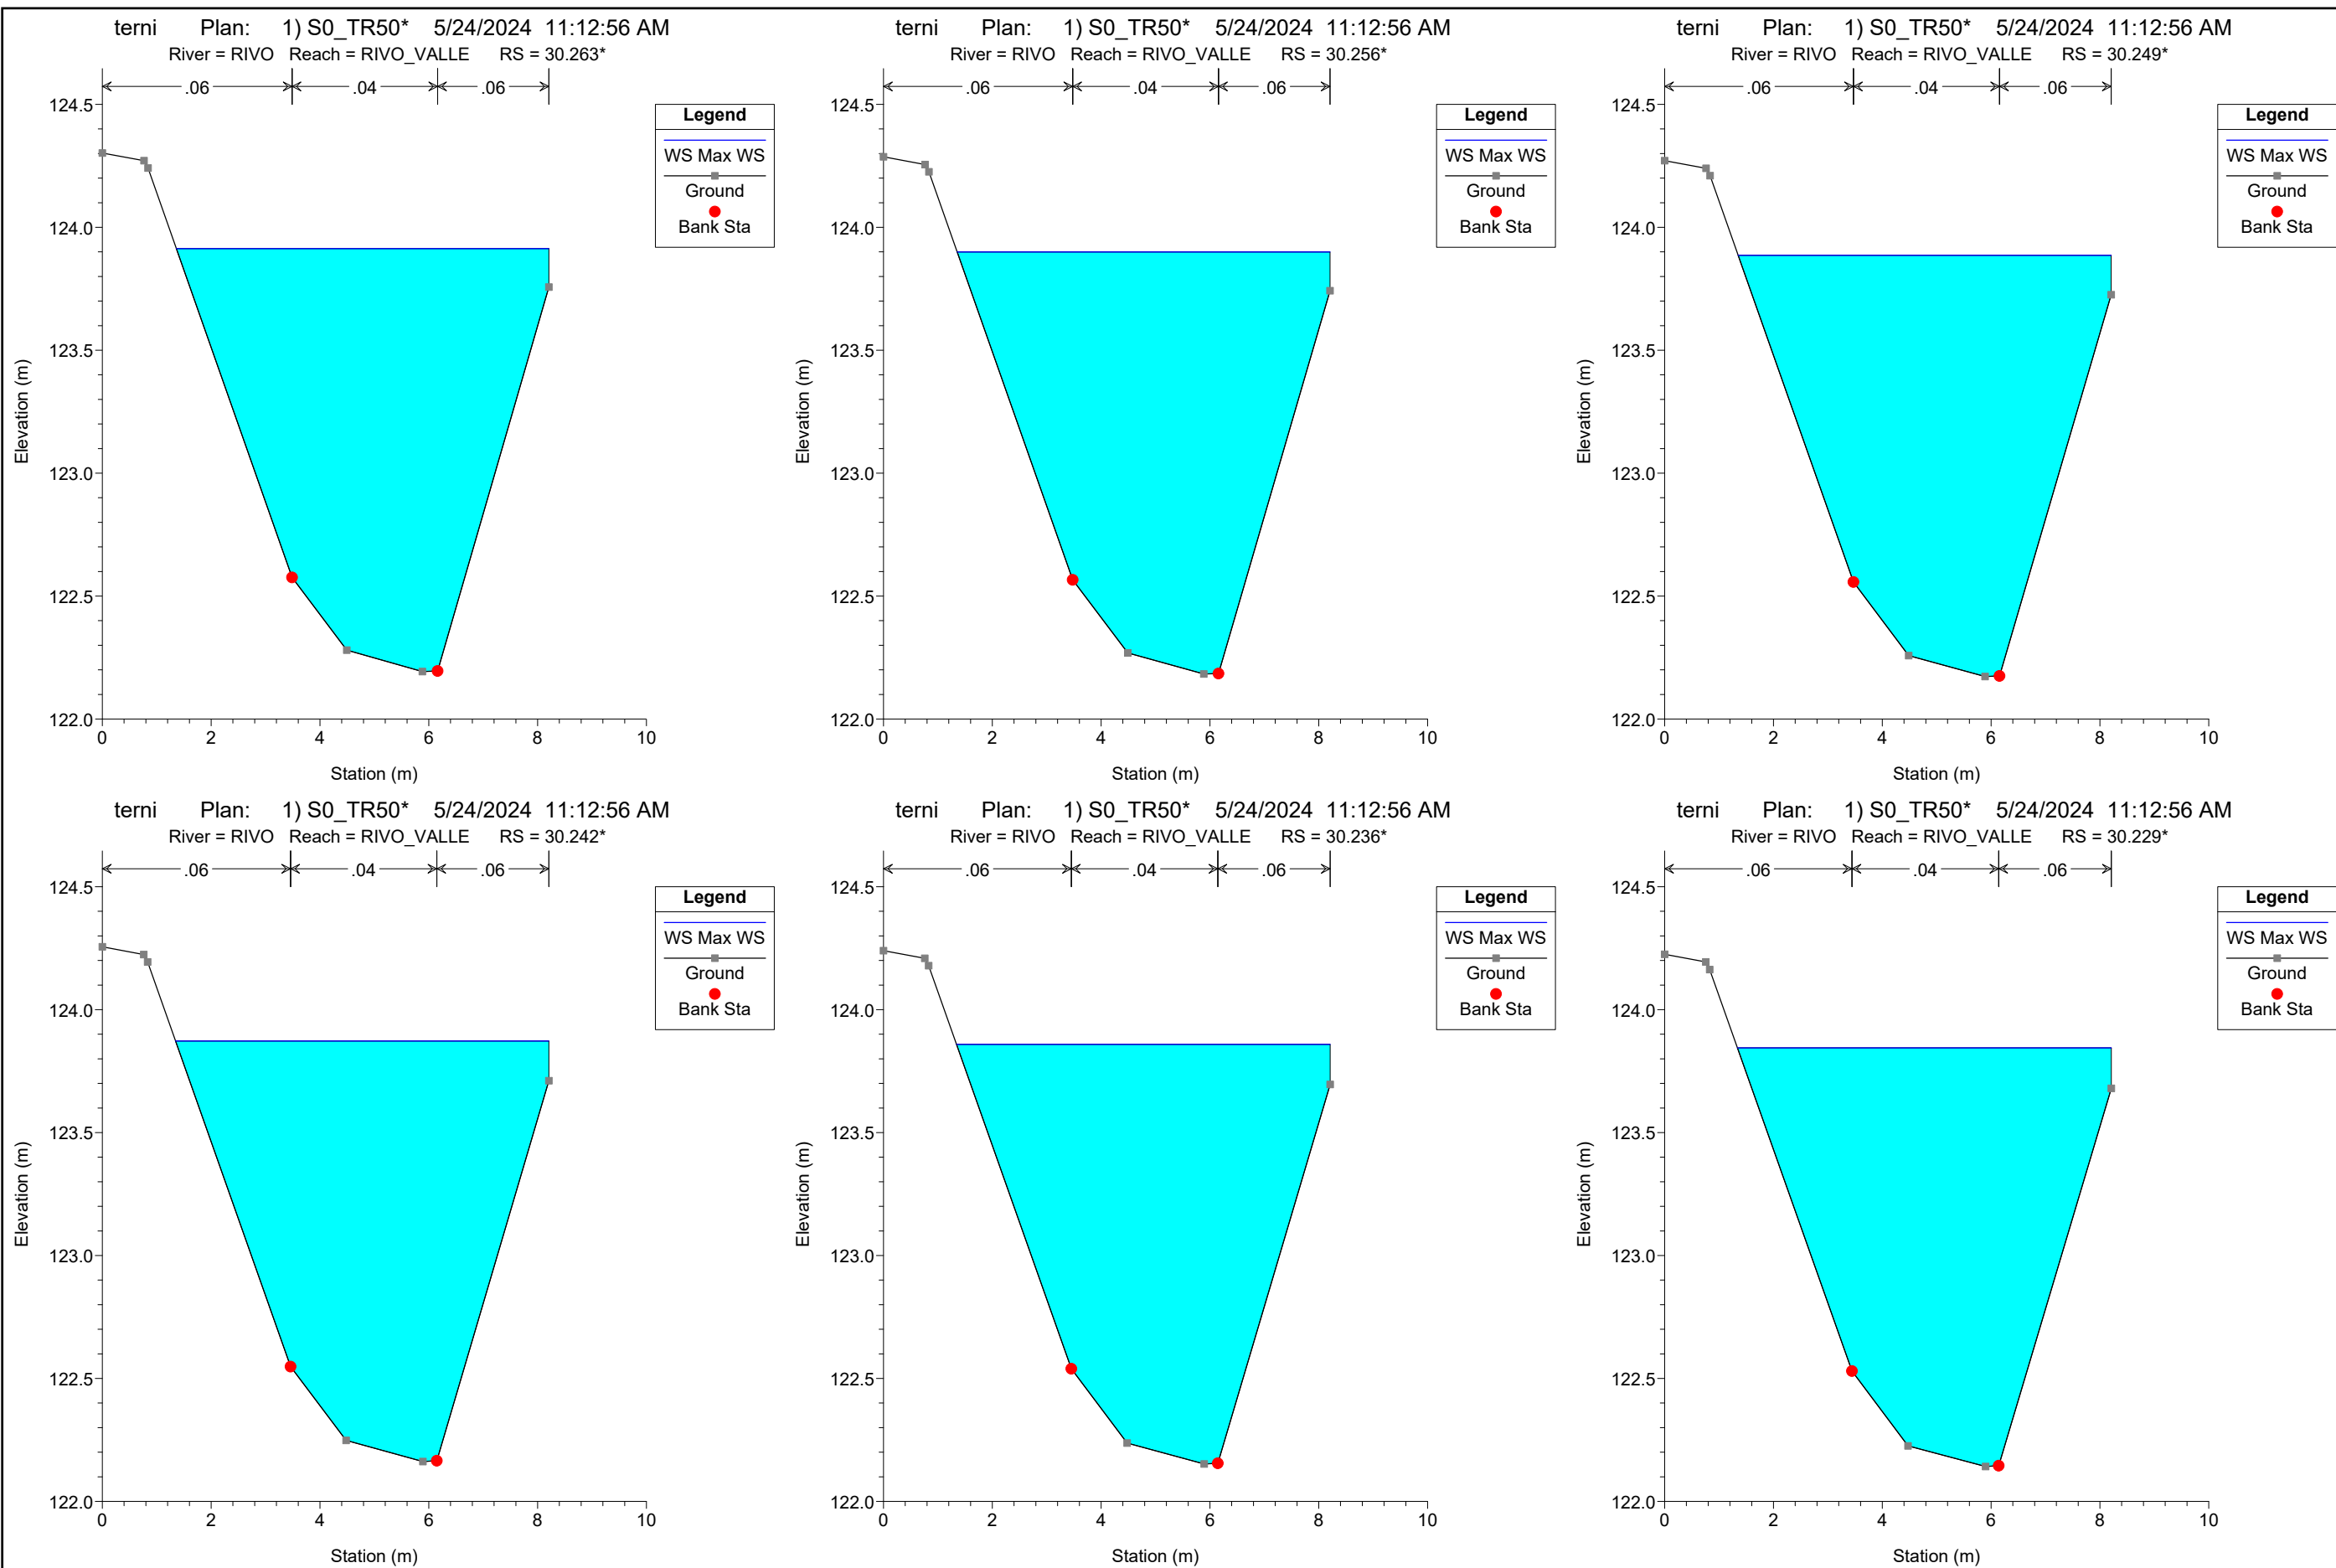 terni Plan: 1) S0_TR50* 5/24/2024 11:12:56 AM
River = RIVO Reach = RIVO_VALLE RS = 30.263*
.06 .04 .06
Legend
WS Max WS
Ground
Bank Sta
124.5
124.0
123.5
123.0
122.5
122.0
Elevation (m)
0 2 4 6 8 10
Station (m)
terni Plan: 1) S0_TR50* 5/24/2024 11:12:56 AM
River = RIVO Reach = RIVO_VALLE RS = 30.256*
.06 .04 .06
Legend
WS Max WS
Ground
Bank Sta
124.5
124.0
123.5
123.0
122.5
122.0
Elevation (m)
0 2 4 6 8 10
Station (m)
terni Plan: 1) S0_TR50* 5/24/2024 11:12:56 AM
River = RIVO Reach = RIVO_VALLE RS = 30.249*
.06 .04 .06
Legend
WS Max WS
Ground
Bank Sta
124.5
124.0
123.5
123.0
122.5
122.0
Elevation (m)
0 2 4 6 8 10
Station (m)
terni Plan: 1) S0_TR50* 5/24/2024 11:12:56 AM
River = RIVO Reach = RIVO_VALLE RS = 30.242*
.06 .04 .06
Legend
WS Max WS
Ground
Bank Sta
124.5
124.0
123.5
123.0
122.5
122.0
Elevation (m)
0 2 4 6 8 10
Station (m)
terni Plan: 1) S0_TR50* 5/24/2024 11:12:56 AM
River = RIVO Reach = RIVO_VALLE RS = 30.236*
.06 .04 .06
Legend
WS Max WS
Ground
Bank Sta
124.5
124.0
123.5
123.0
122.5
122.0
Elevation (m)
0 2 4 6 8 10
Station (m)
terni Plan: 1) S0_TR50* 5/24/2024 11:12:56 AM
River = RIVO Reach = RIVO_VALLE RS = 30.229*
.06 .04 .06
Legend
WS Max WS
Ground
Bank Sta
124.5
124.0
123.5
123.0
122.5
122.0
Elevation (m)
0 2 4 6 8 10
Station (m)